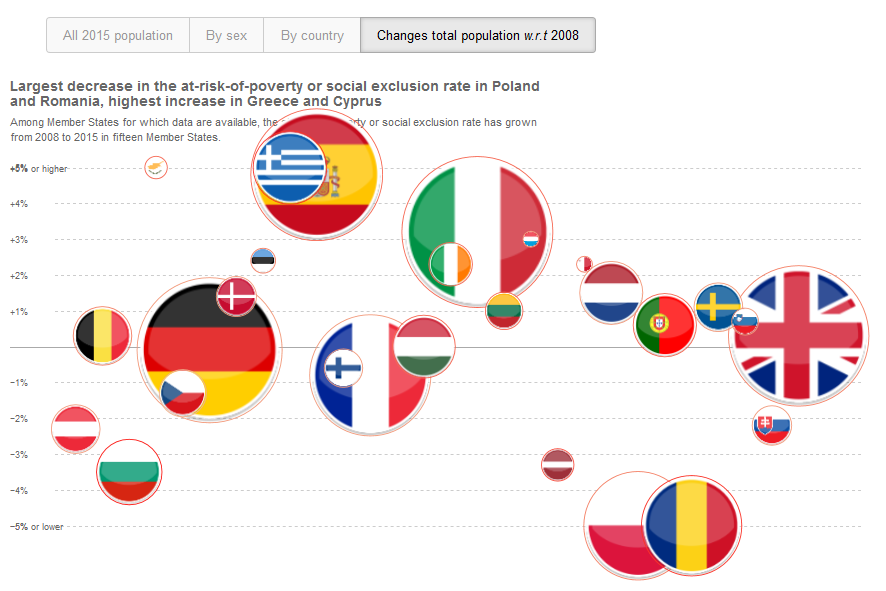 All 2015 population By sex By country Changes total population w.r.t 2008
Largest decrease in the at-risk-of-poverty or social exclusion rate in Poland
and Romania, highest increase in Greece and Cyprus
Among Member States for which data are available, the rty or social exclusion rate has grown
from 2008 to 2015 in fifteen Member States.
+5% or higher
+4%
+3%
+2%
+1%
−1%
−2%
−3%
−4%
−5% or lower